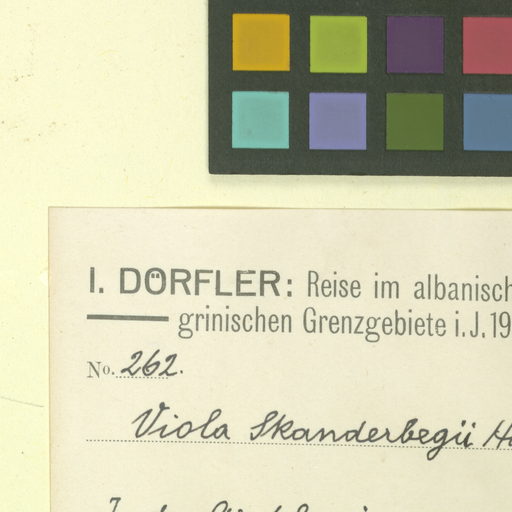 I. DÖRFLER: Reise im albanisch
grinischen Grenzgebiete i. J. 19
No. 262.
Viola Skanderbegii